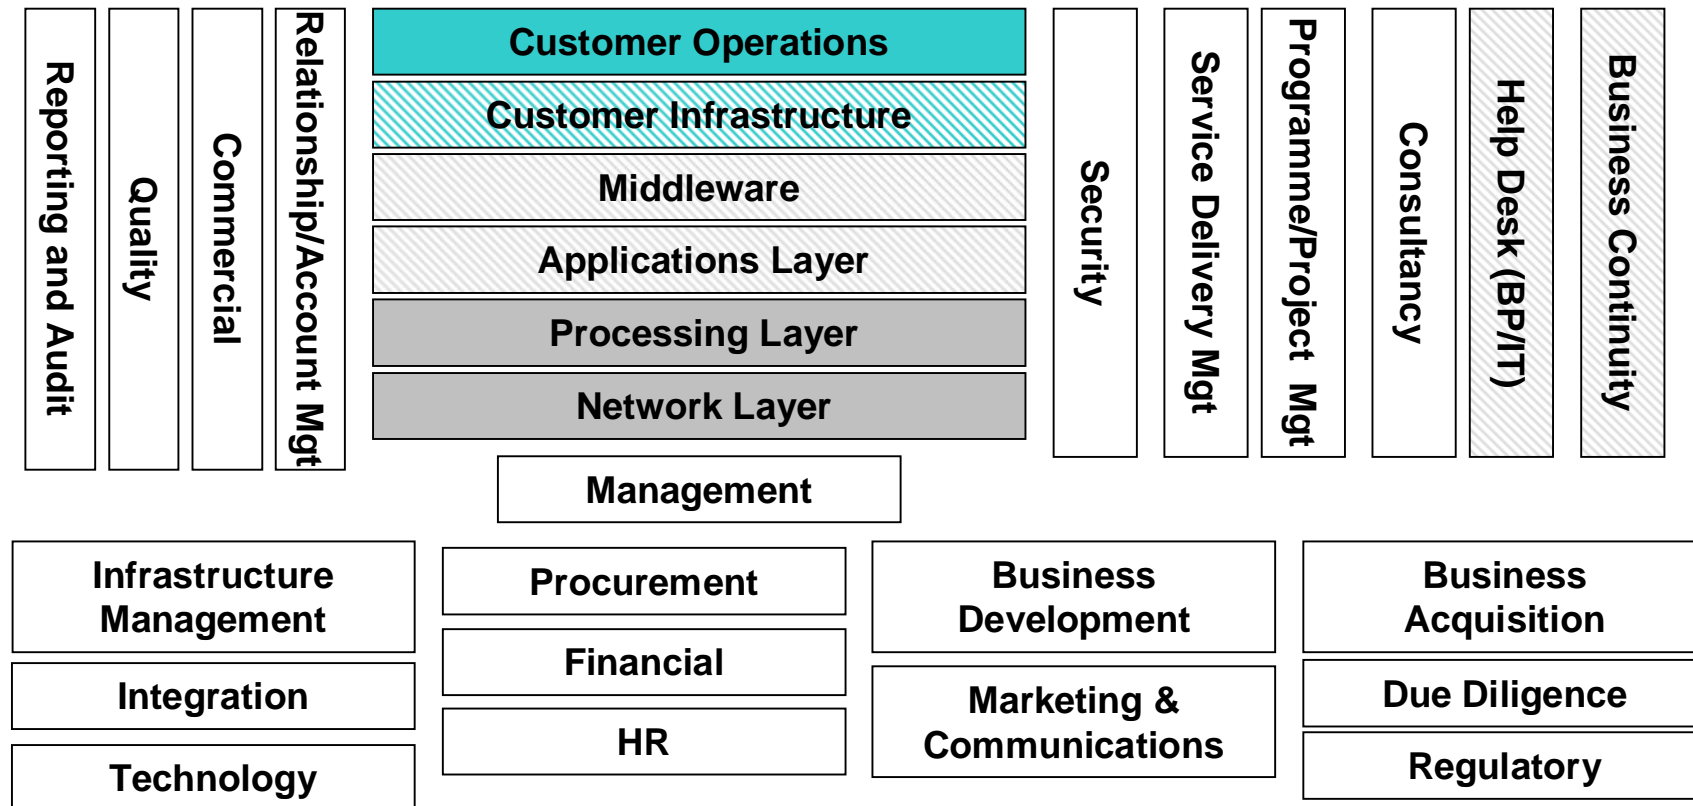 Reporting and Audit
Quality
Commercial
Relationship/Account Mgt
Customer Operations
Customer Infrastructure
Middleware
Applications Layer
Processing Layer
Network Layer
Security
Service Delivery Mgt
Programme/Project Mgt
Consultancy
Help Desk (BP/IT)
Business Continuity
Management
Infrastructure
Management
Integration
Technology
Procurement
Financial
HR
Business
Development
Marketing &
Communications
Business
Acquisition
Due Diligence
Regulatory